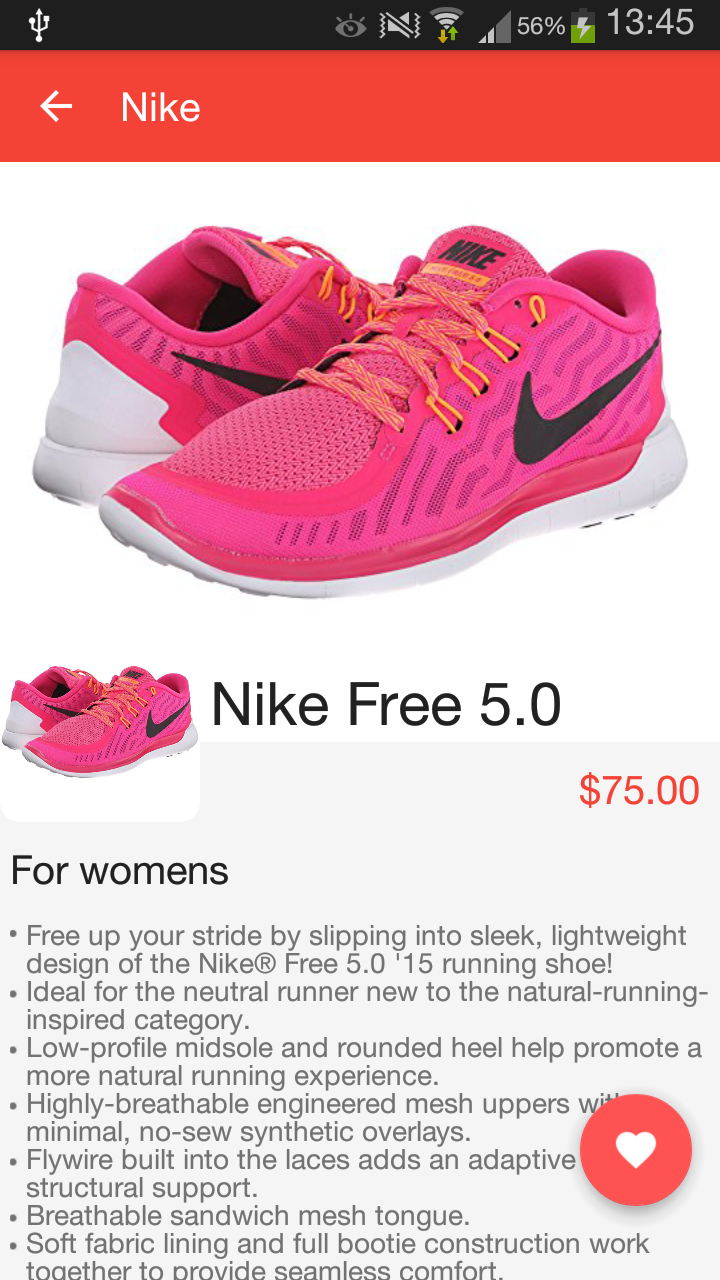 56% 13:45
Nike
NIKE
Nike Free 5.0
$75.00
For womens
• Free up your stride by slipping into sleek, lightweight
design of the Nike® Free 5.0 '15 running shoe!
• Ideal for the neutral runner new to the natural-running-
inspired category.
• Low-profile midsole and rounded heel help promote a
more natural running experience.
• Highly-breathable engineered mesh uppers with
minimal, no-sew synthetic overlays.
• Flywire built into the laces adds an adaptive
structural support.
• Breathable sandwich mesh tongue.
• Soft fabric lining and full bootie construction work
together to provide seamless comfort.